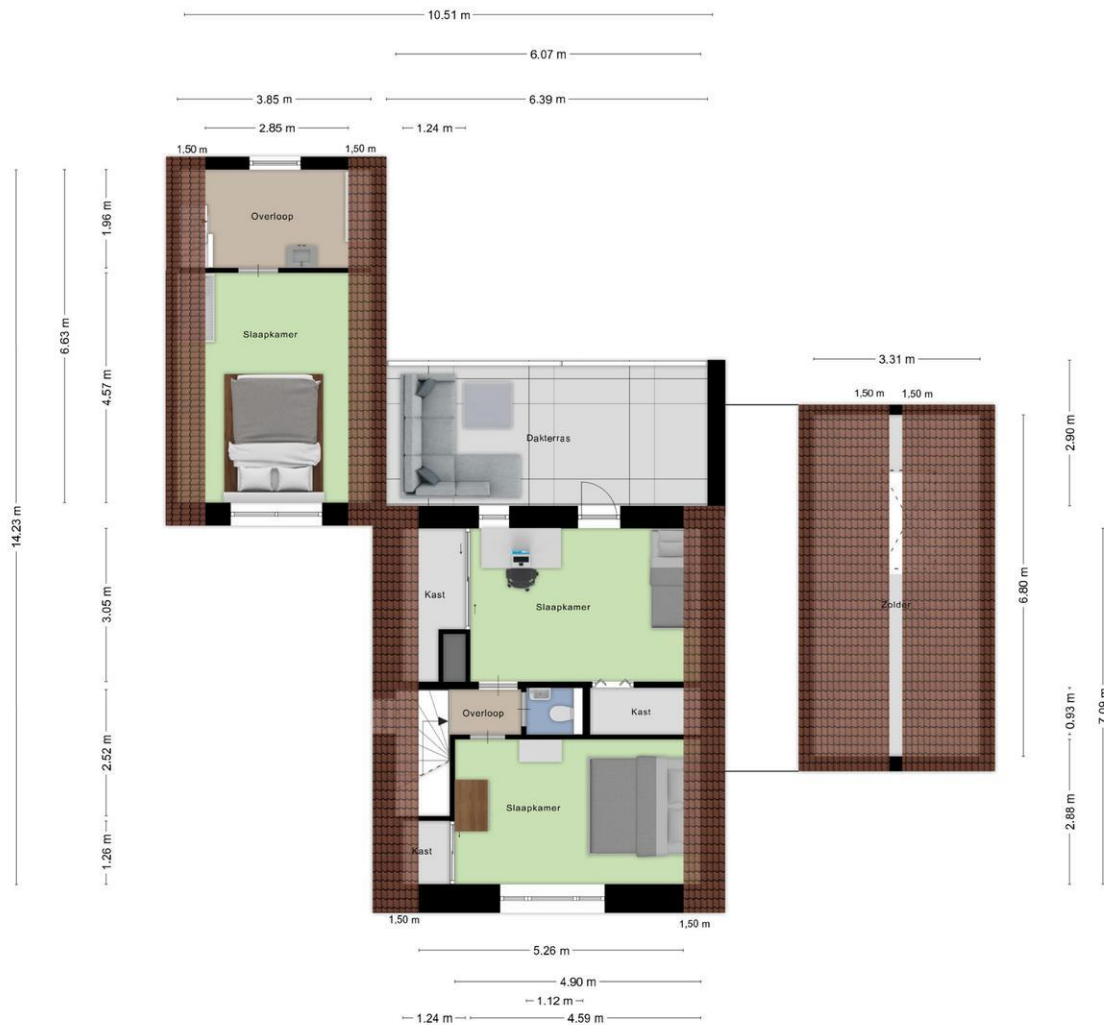 10.51 m
6.07 m
3.85 m
6.39 m
2.85 m
1.24 m
1,50 m
1,50 m
Overloop
1.96 m
6.63 m
Slaapkamer
4.57 m
14.23 m
3.31 m
1,50 m
1,50 m
2.90 m
Dakterras
Kast
Slaapkamer
3.05 m
Zolder
6.80 m
7.09 m
0.93 m
Overloop
Kast
2.52 m
Slaapkamer
2.88 m
Kast
1.26 m
1,50 m
1,50 m
5.26 m
4.90 m
1.12 m
1.24 m
4.59 m